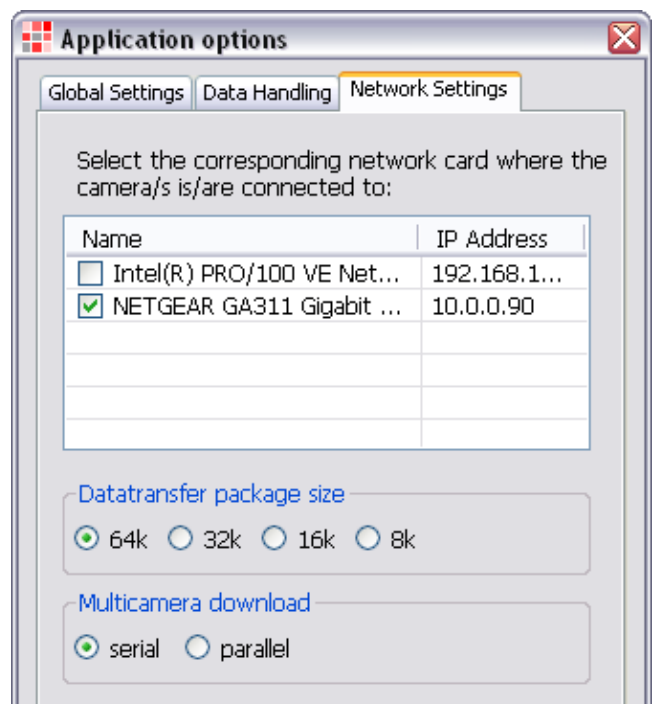 Application options
Global Settings Data Handling Network Settings
Select the corresponding network card where the
camera/s is/are connected to:
Name IP Address
Intel(R) PRO/100 VE Net... 192.168.1...
NETGEAR GA311 Gigabit ... 10.0.0.90
Datatransfer package size
64k 32k 16k 8k
Multicamera download
serial parallel